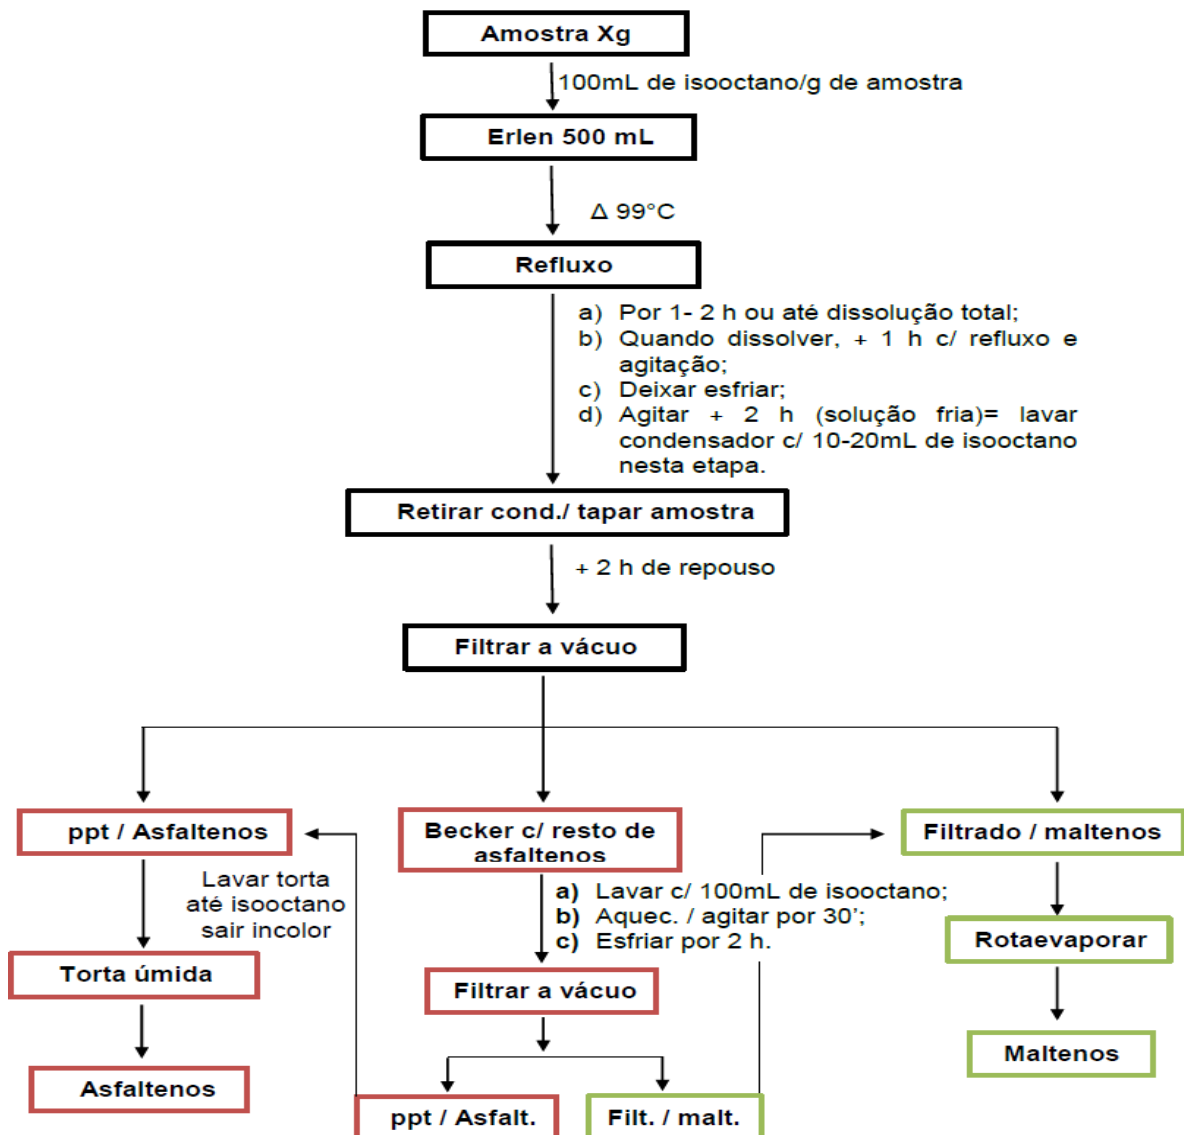 Amostra Xg
100mL de isooctano/g de amostra
Erlen 500 mL
Δ 99°C
Refluxo
a) Por 1- 2 h ou até dissolução total;
b) Quando dissolver, + 1 h c/ refluxo e
agitação;
c) Deixar esfriar;
d) Agitar + 2 h (solução fria)= lavar
condensador c/ 10-20mL de isooctano
nesta etapa.
Retirar cond./ tapar amostra
+ 2 h de repouso
Filtrar a vácuo
ppt / Asfaltenos
Lavar torta
até isooctano
sair incolor
Torta úmida
Asfaltenos
Becker c/ resto de
asfaltenos
a) Lavar c/ 100mL de isooctano;
b) Aquec. / agitar por 30’;
c) Esfriar por 2 h.
Filtrar a vácuo
ppt / Asfalt.
Filt. / malt.
Filtrado / maltenos
Rotaevaporar
Maltenos